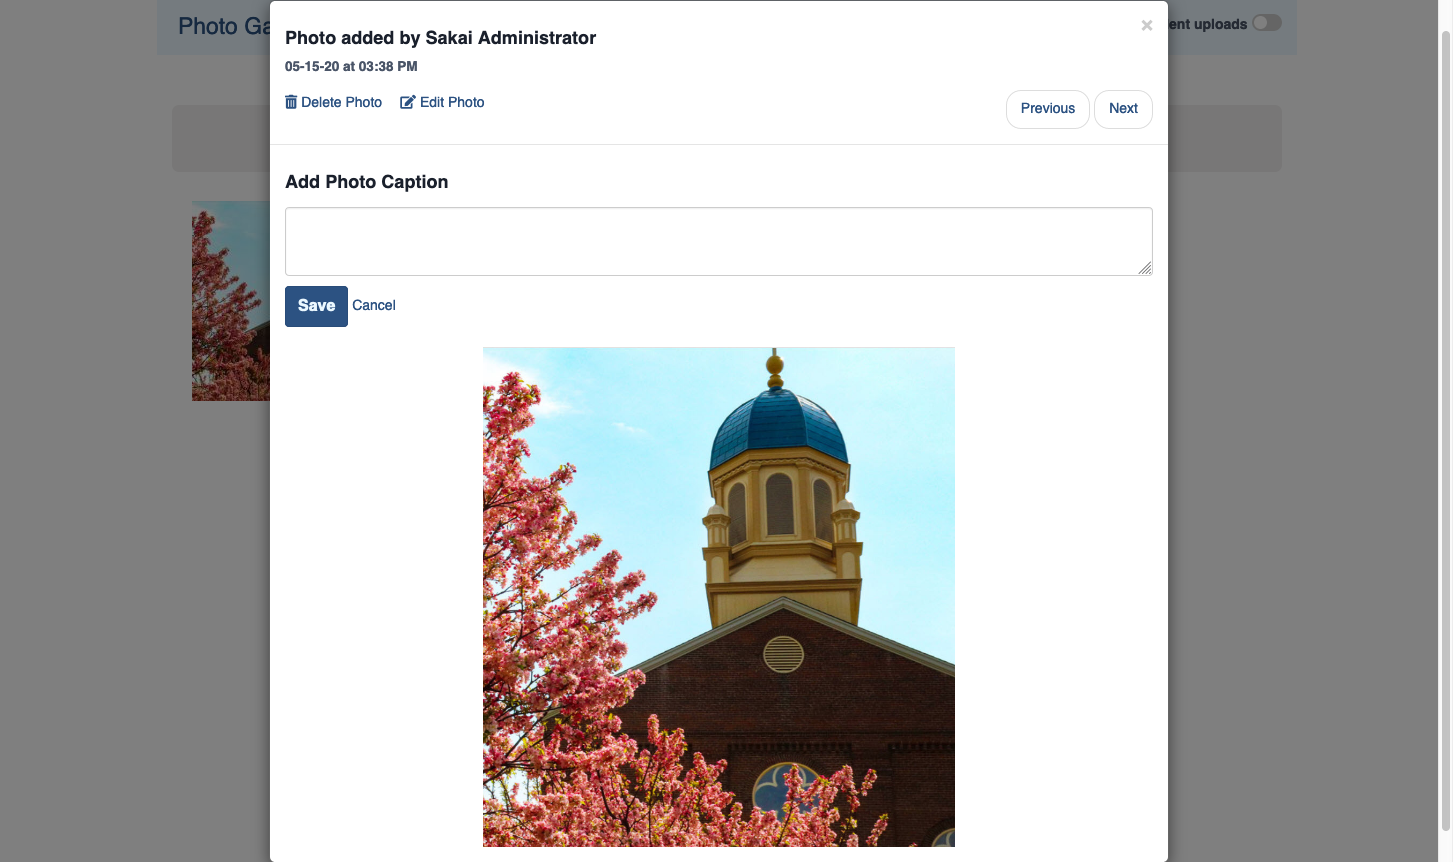 Photo Ga
ent uploads
×
Photo added by Sakai Administrator
05-15-20 at 03:38 PM
Delete Photo Edit Photo
Previous Next
Add Photo Caption
Save Cancel